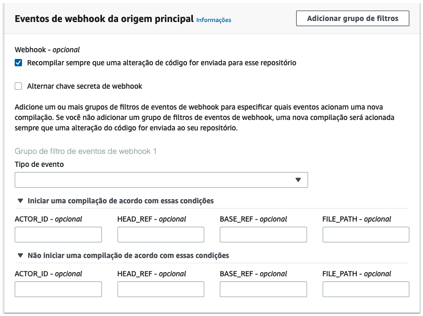 Eventos de webhook da origem principal Informações
Adicionar grupo de filtros
Webhook - opcional
Recompilar sempre que uma alteração de código for enviada para esse repositório
Alternar chave secreta de webhook
Adicione um ou mais grupos de filtros de eventos de webhook para especificar quais eventos acionam uma nova
compilação. Se você não adicionar um grupo de filtros de eventos de webhook, uma nova compilação será acionada
sempre que uma alteração do código for enviada ao seu repositório.
Grupo de filtro de eventos de webhook 1
Tipo de evento
Iniciar uma compilação de acordo com essas condições
ACTOR_ID - opcional HEAD_REF - opcional BASE_REF - opcional FILE_PATH - opcional
Não iniciar uma compilação de acordo com essas condições
ACTOR_ID - opcional HEAD_REF - opcional BASE_REF - opcional FILE_PATH - opcional